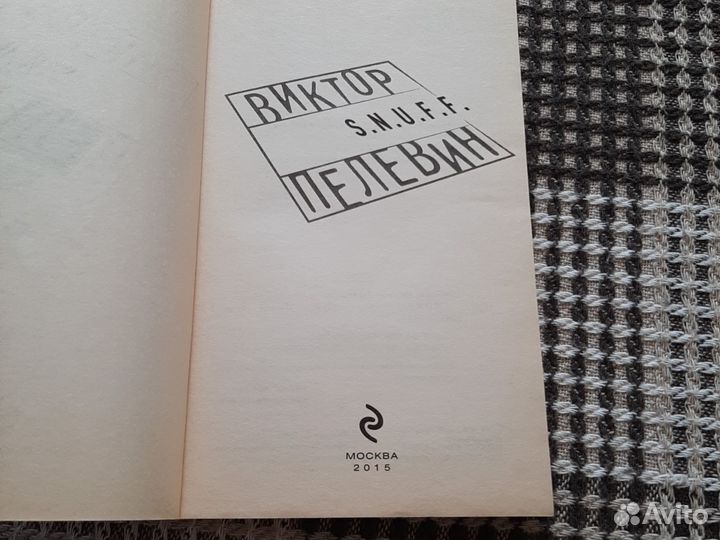 ВИКТОР
S.N.U.F.F.
ПЕЛЕВИН
МОСКВА
2015
Avito